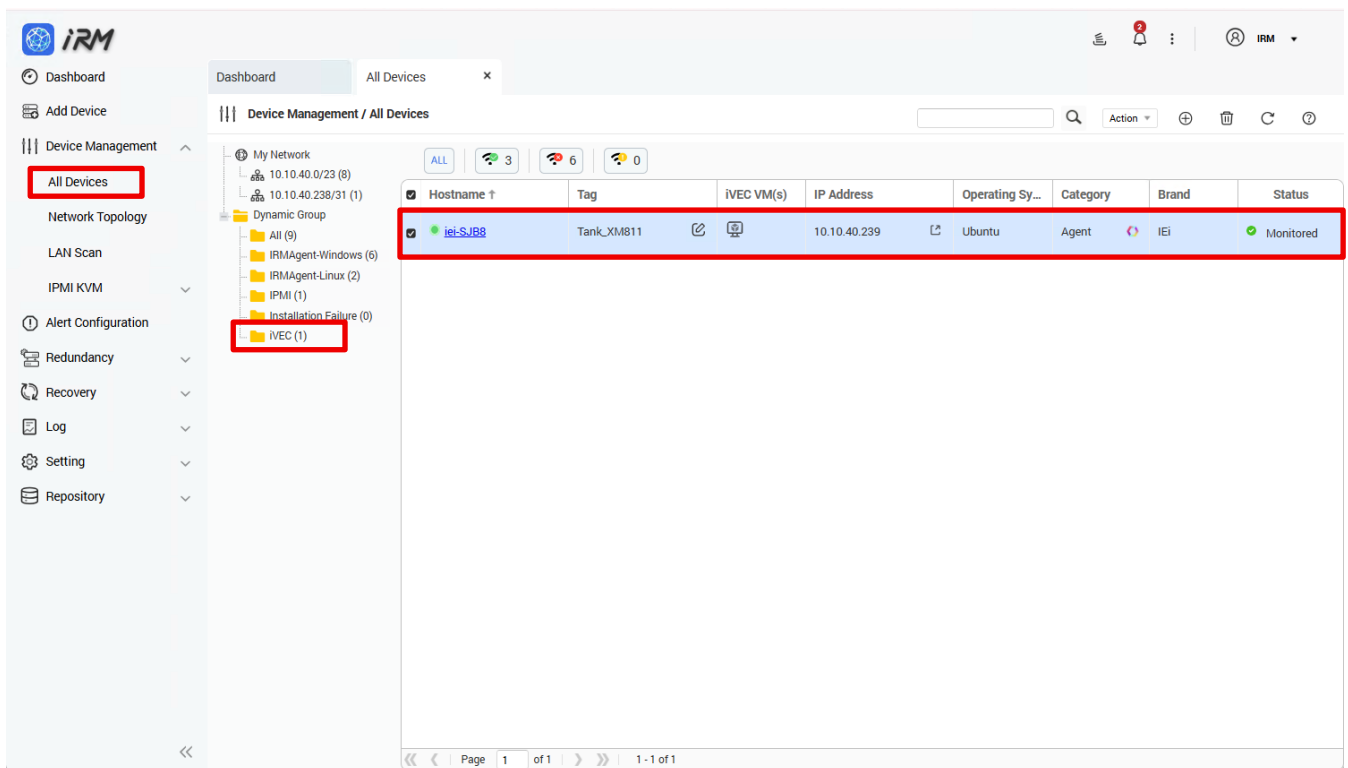 iRM
2
IRM
Dashboard
Add Device
Device Management
All Devices
Network Topology
LAN Scan
IPMI KVM
Alert Configuration
Redundancy
Recovery
Log
Setting
Repository
Dashboard
All Devices
×
Device Management / All Devices
Action
My Network
10.10.40.0/23 (8)
10.10.40.238/31 (1)
Dynamic Group
All (9)
IRMAgent-Windows (6)
IRMAgent-Linux (2)
IPMI (1)
Installation Failure (0)
iVEC (1)
ALL 3 6 0
Hostname ↑ Tag iVEC VM(s) IP Address Operating Sy... Category Brand Status
iei-SJB8 Tank_XM811 10.10.40.239 Ubuntu Agent IEi Monitored
Page 1 of 1 1 - 1 of 1